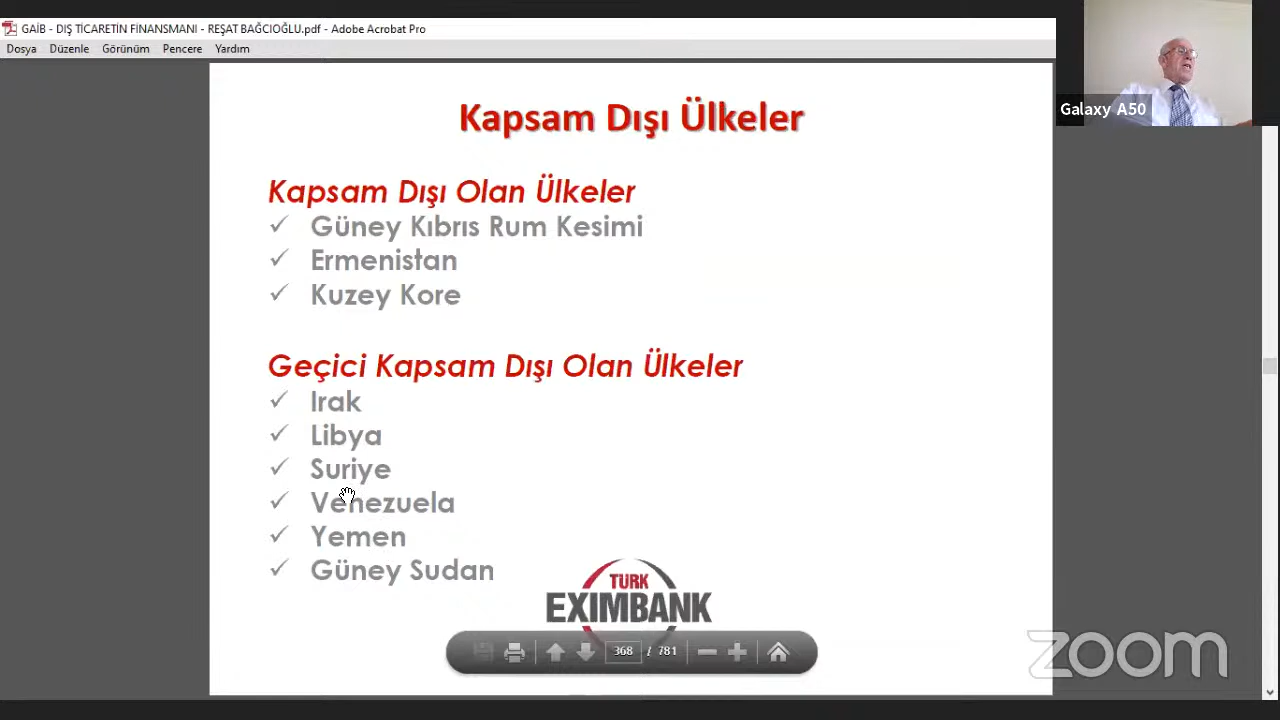 GAİB - DIŞ TİCARETİN FİNANSMANI - REŞAT BAĞCIOĞLU.pdf - Adobe Acrobat Pro
Dosya Düzenle Görünüm Pencere Yardım
Galaxy A50
Kapsam Dışı Ülkeler
Kapsam Dışı Olan Ülkeler
✓ Güney Kıbrıs Rum Kesimi
✓ Ermenistan
✓ Kuzey Kore
Geçici Kapsam Dışı Olan Ülkeler
✓ Irak
✓ Libya
✓ Suriye
✓ Venezuela
✓ Yemen
✓ Güney Sudan
TÜRK
EXIMBANK
368 / 781
zoom